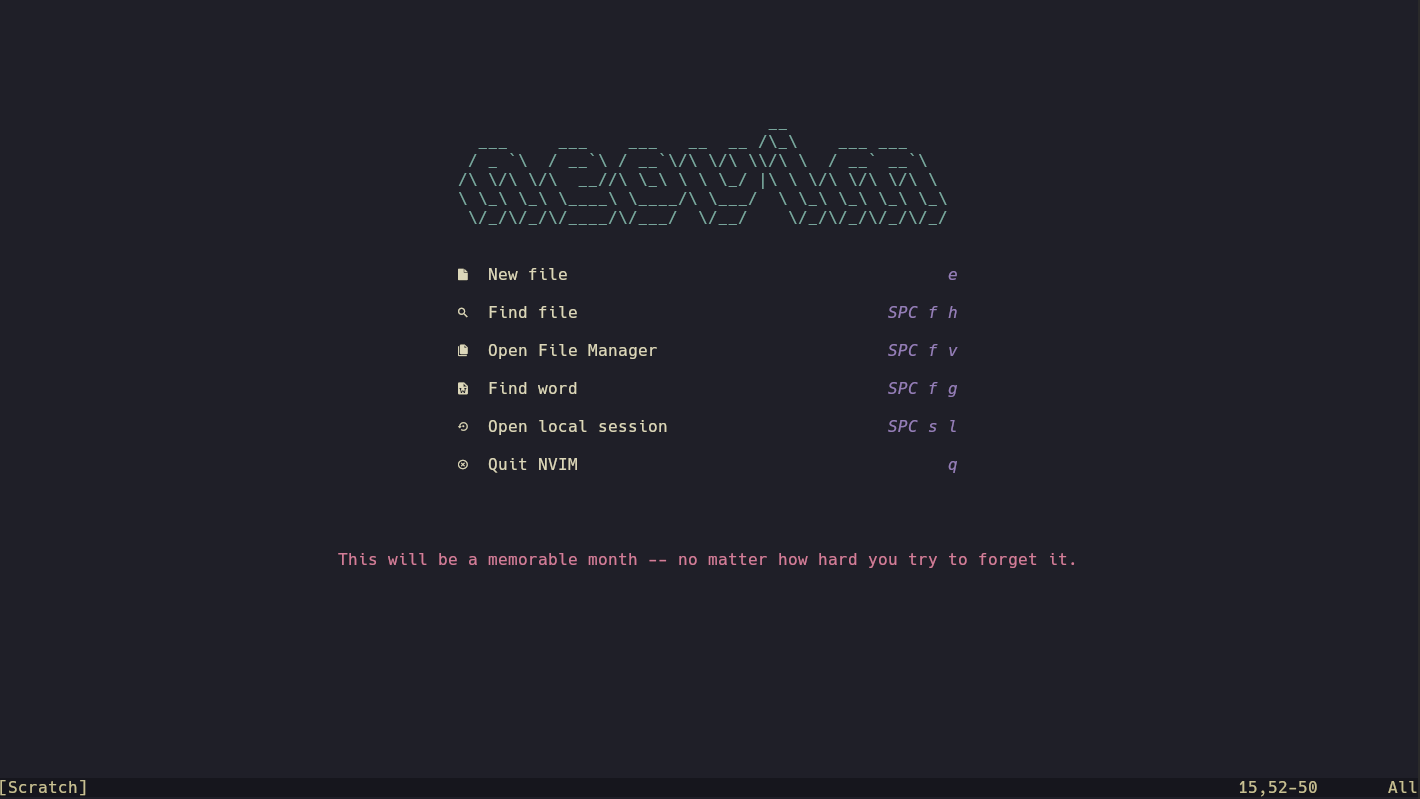 neovim
New file e
Find file SPC f h
Open File Manager SPC f v
Find word SPC f g
Open local session SPC s l
Quit NVIM q
This will be a memorable month -- no matter how hard you try to forget it.
[Scratch] 15,52-50 All